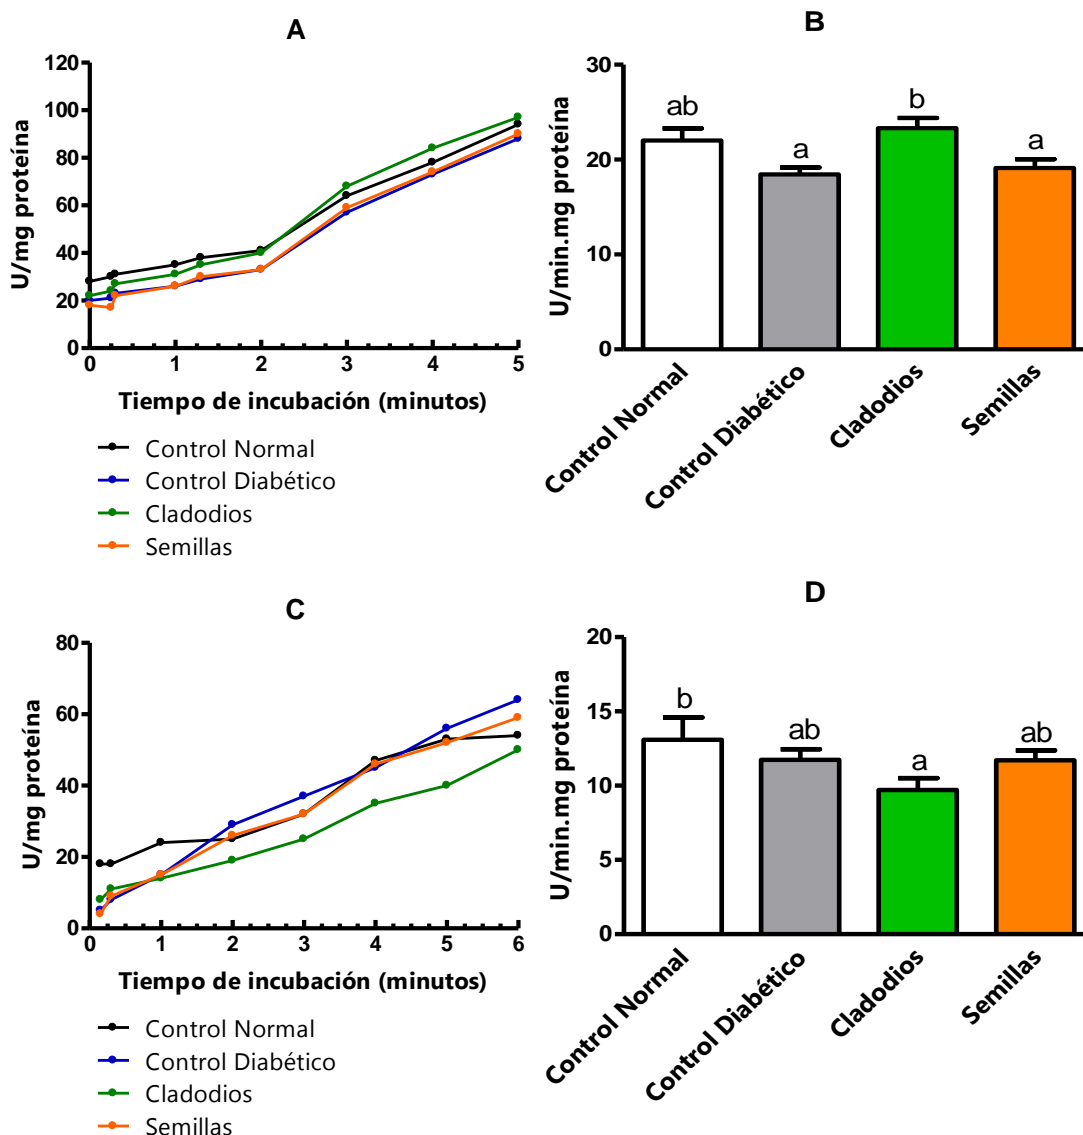 A
U/mg proteína
120
100
80
60
40
20
0
0 1 2 3 4 5
Tiempo de incubación (minutos)
Control Normal
Control Diabético
Cladodios
Semillas
B
U/min.mg proteína
30
20
10
0
ab a b a
Control Normal
Control Diabético
Cladodios
Semillas
C
U/mg proteína
80
60
40
20
0
0 1 2 3 4 5 6
Tiempo de incubación (minutos)
Control Normal
Control Diabético
Cladodios
Semillas
D
U/min.mg proteína
20
15
10
5
0
b ab a ab
Control Normal
Control Diabético
Cladodios
Semillas